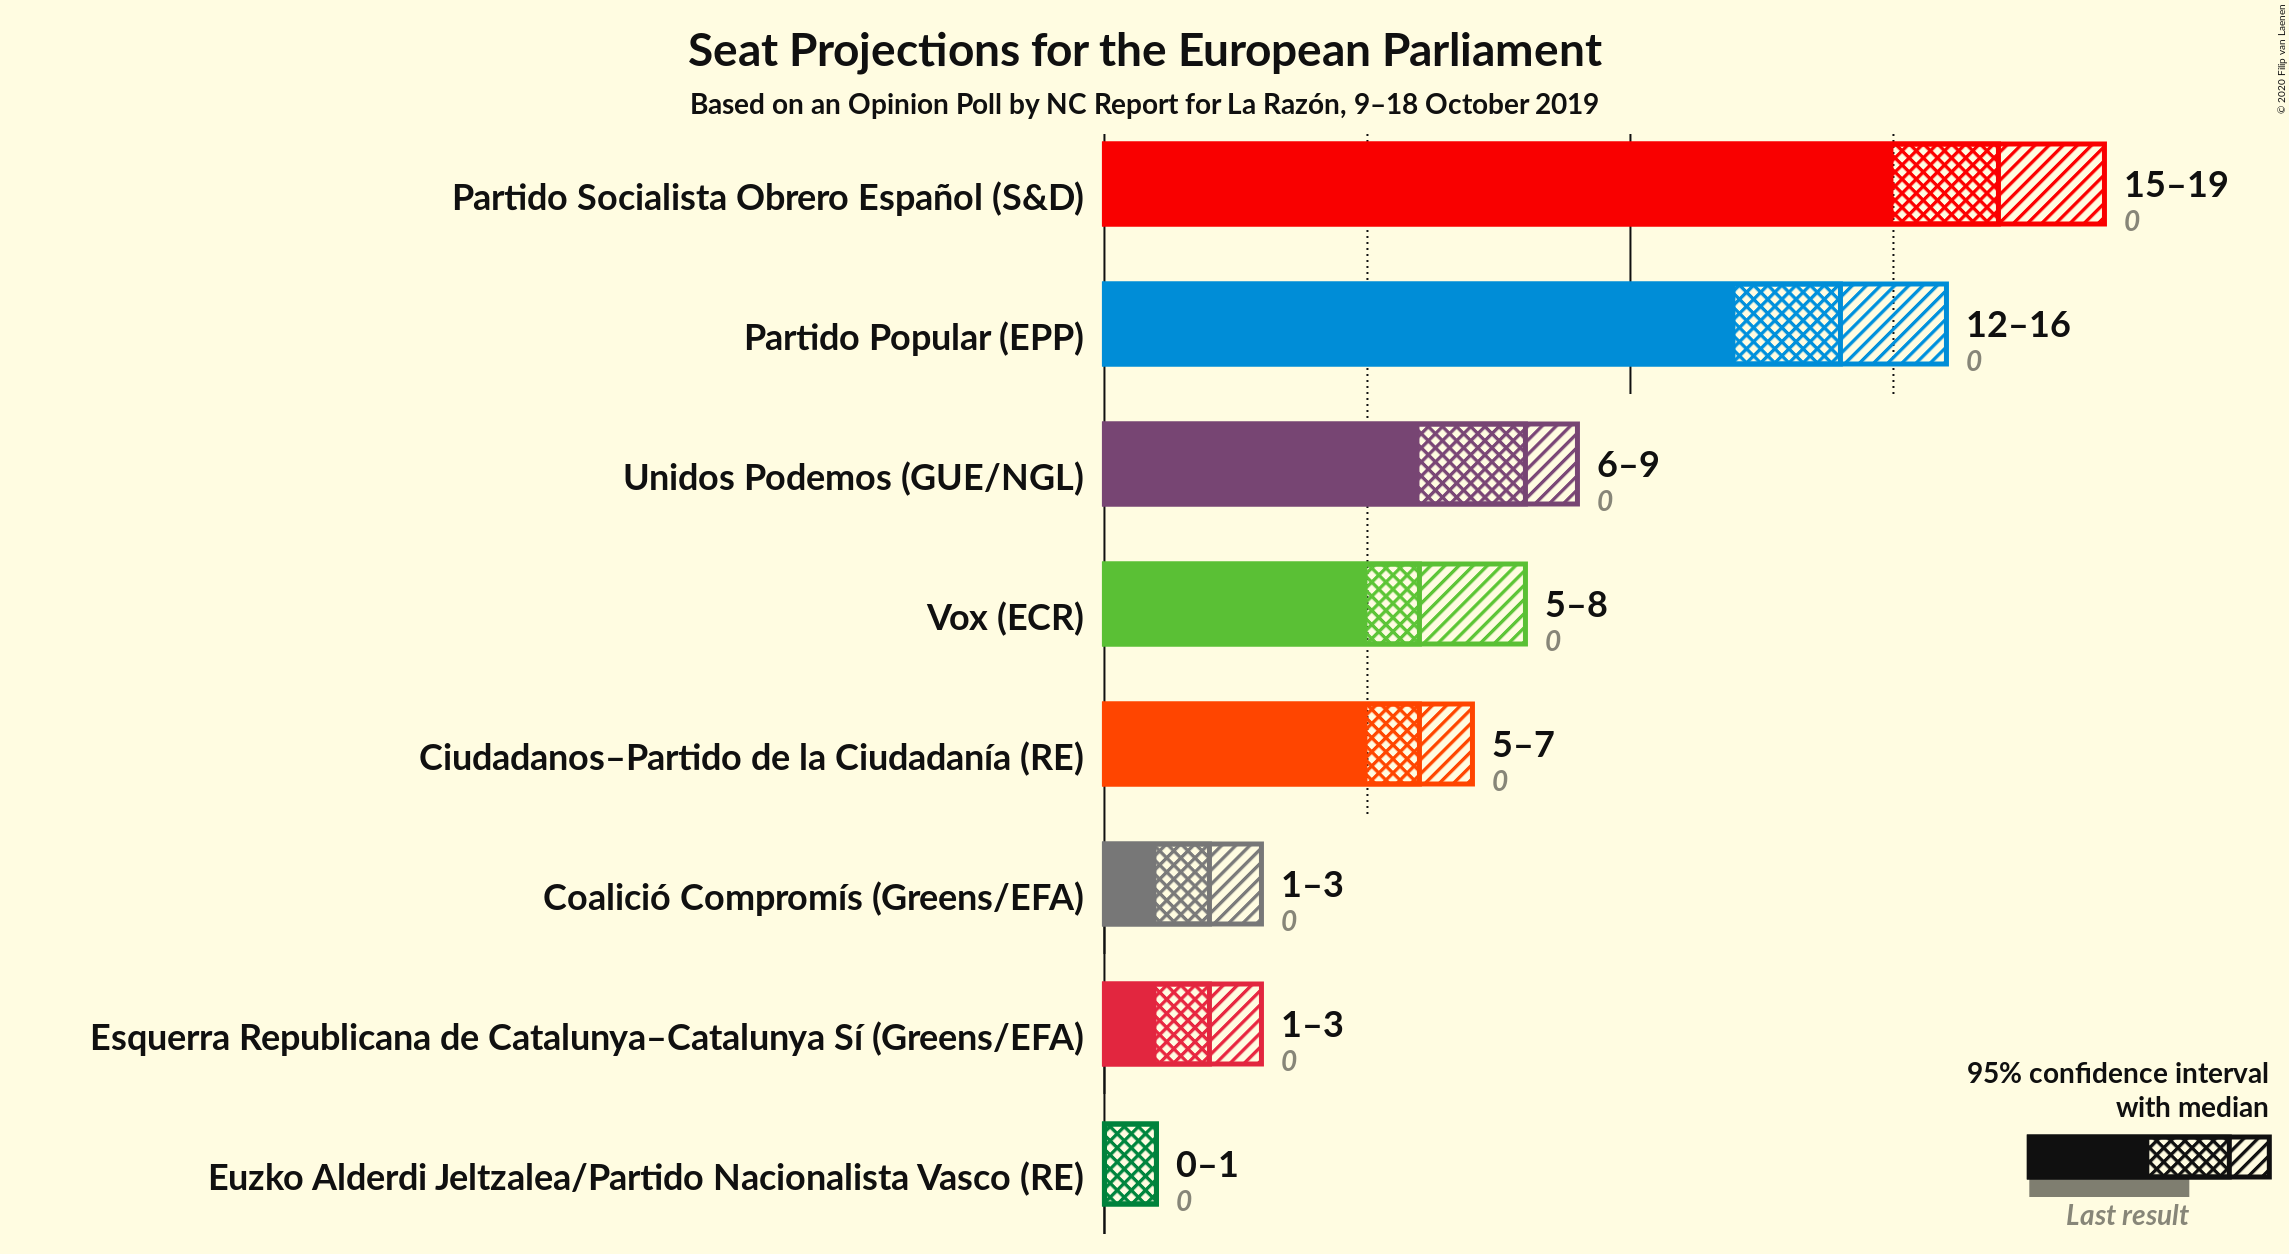 Seat Projections for the European Parliament
Based on an Opinion Poll by NC Report for La Razón, 9–18 October 2019
© 2020 Filip van Laenen
Partido Socialista Obrero Español (S&D)
15–19
0
Partido Popular (EPP)
12–16
0
Unidos Podemos (GUE/NGL)
6–9
0
Vox (ECR)
5–8
0
Ciudadanos–Partido de la Ciudadanía (RE)
5–7
0
Coalició Compromís (Greens/EFA)
1–3
0
Esquerra Republicana de Catalunya–Catalunya Sí (Greens/EFA)
1–3
0
Euzko Alderdi Jeltzalea/Partido Nacionalista Vasco (RE)
0–1
0
95% confidence interval
with median
Last result